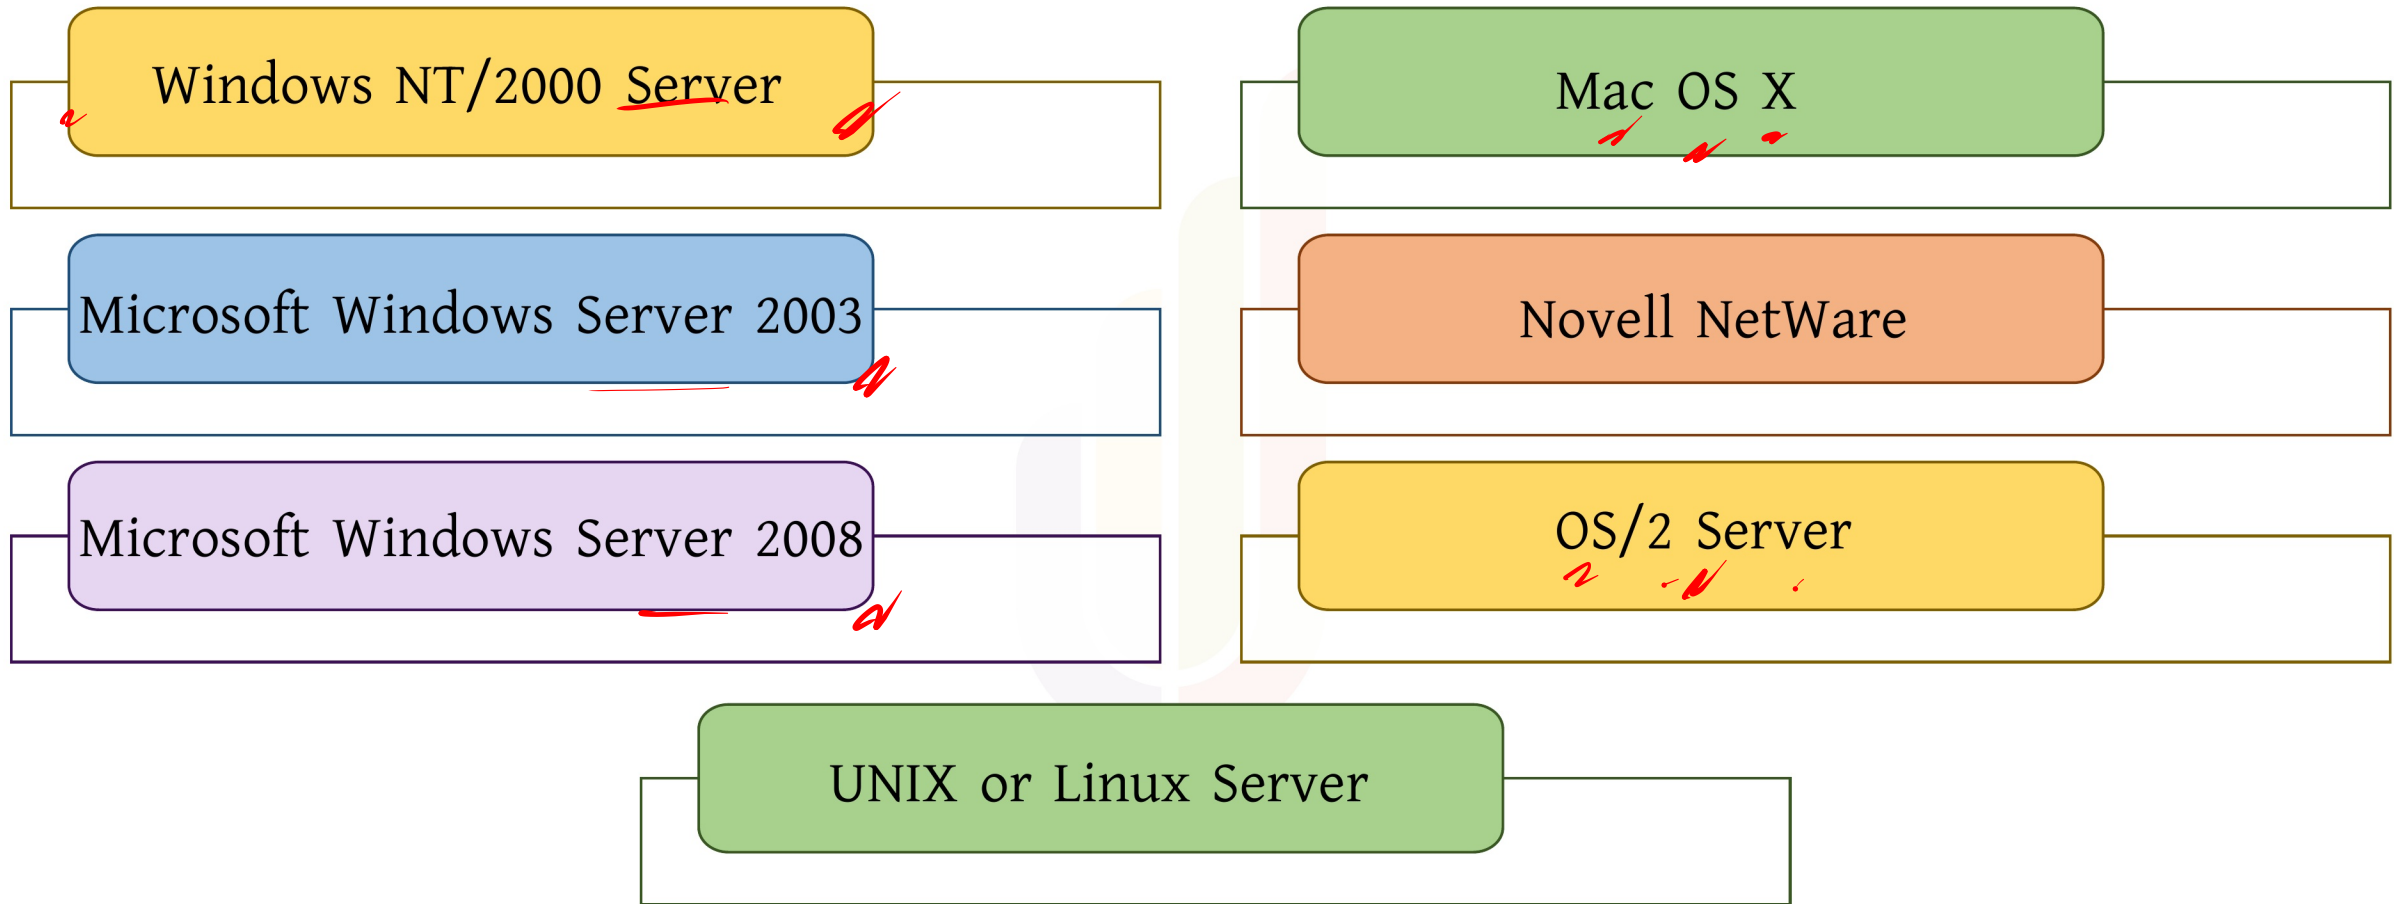 Windows NT/2000 Server
Mac OS X
Microsoft Windows Server 2003
Novell NetWare
Microsoft Windows Server 2008
OS/2 Server
UNIX or Linux Server